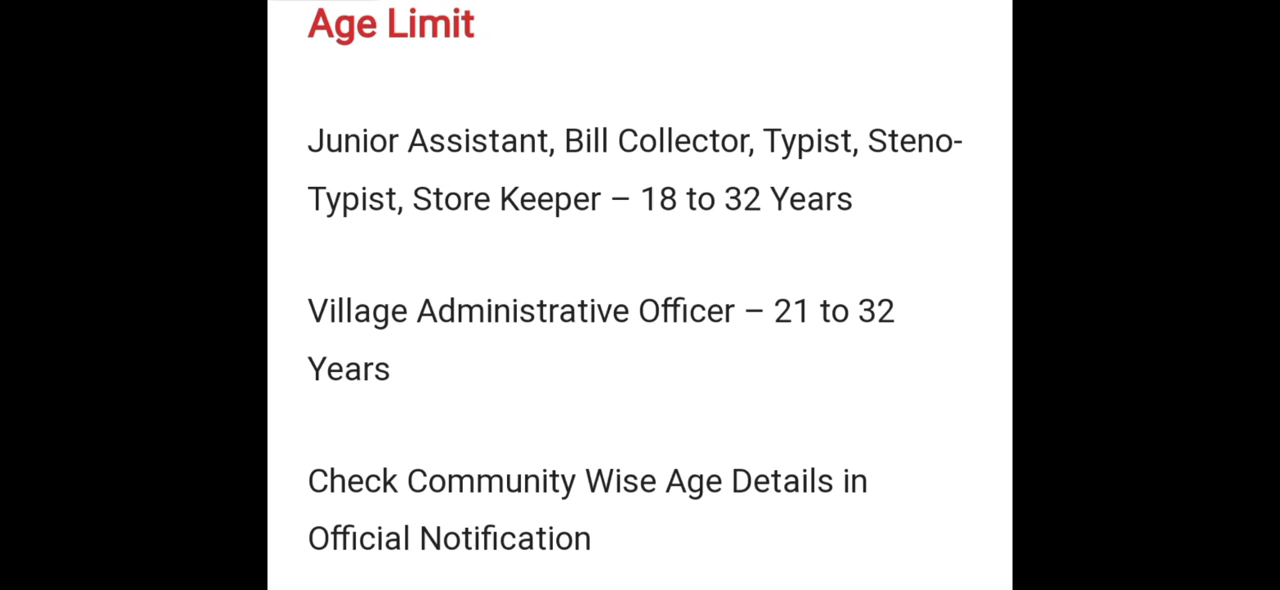 Age Limit
Junior Assistant, Bill Collector, Typist, Steno-
Typist, Store Keeper – 18 to 32 Years
Village Administrative Officer – 21 to 32
Years
Check Community Wise Age Details in
Official Notification